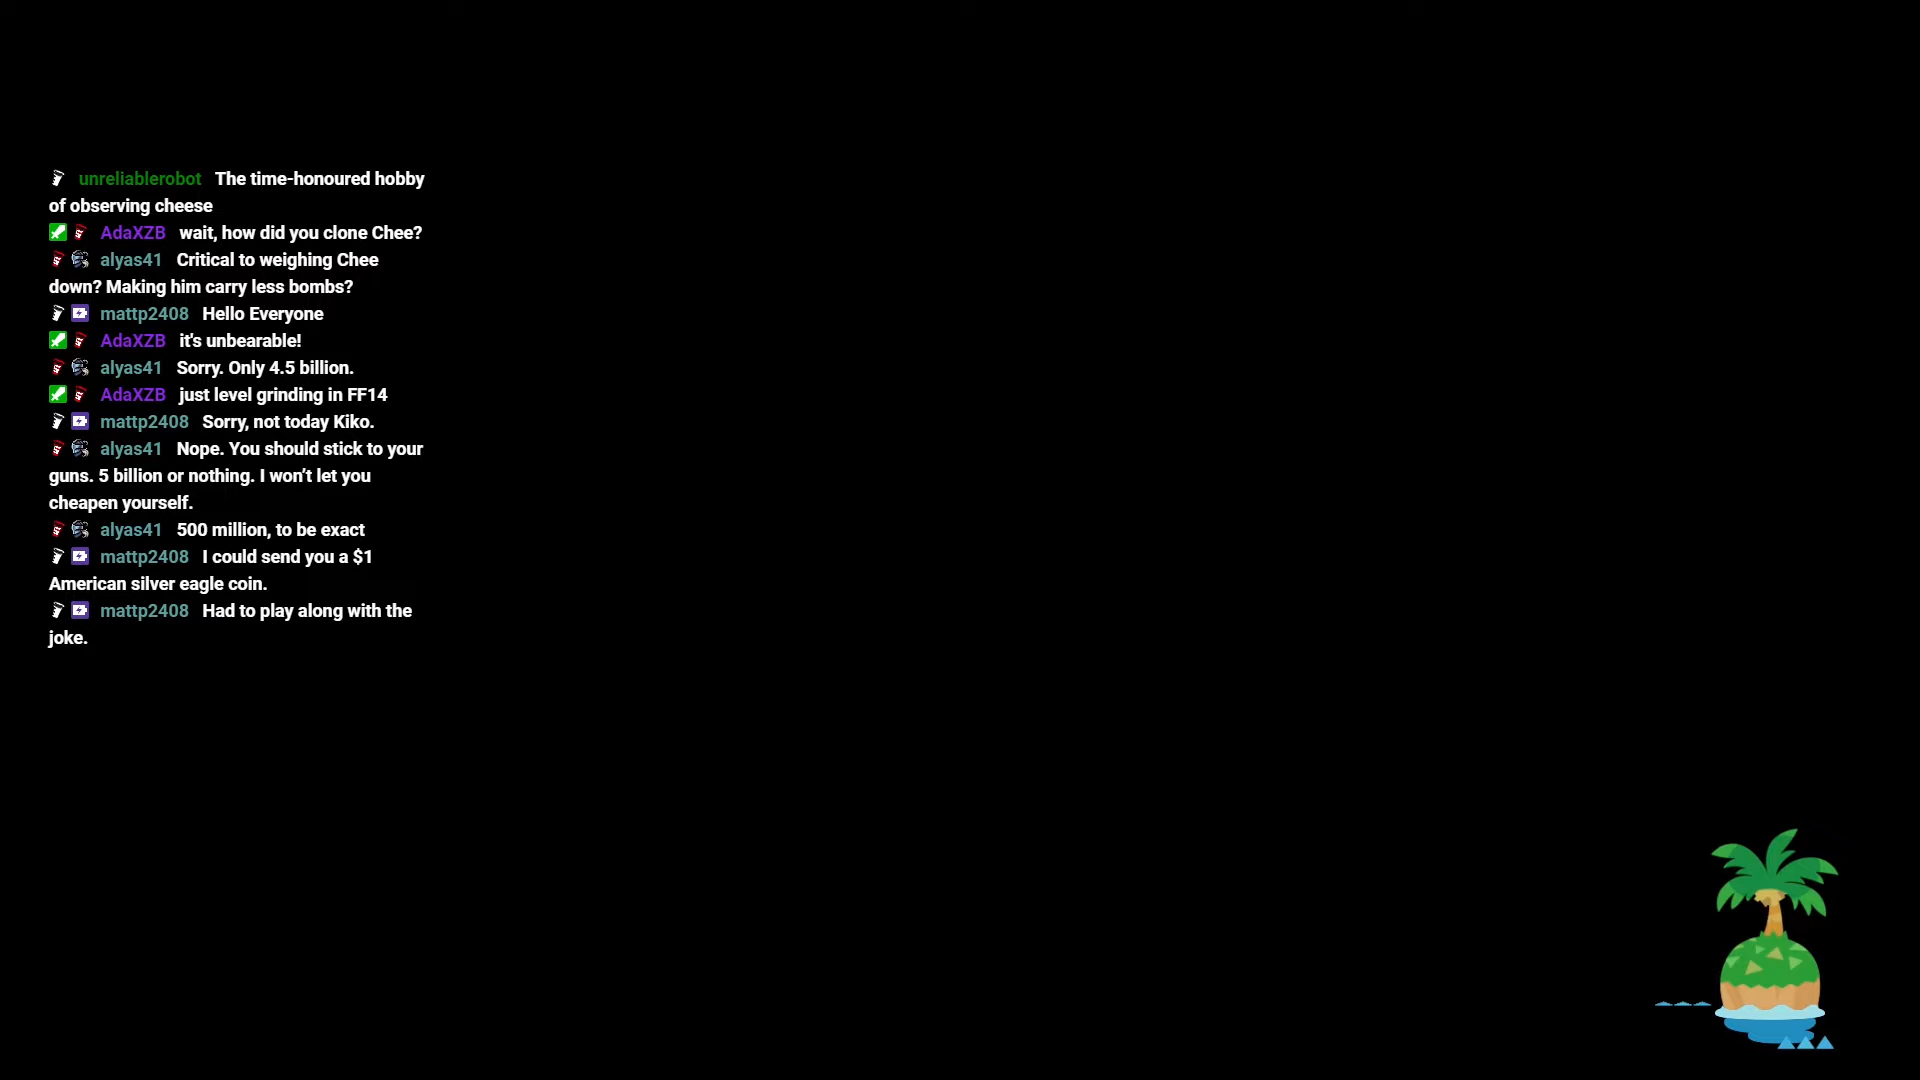 unreliablerobot The time-honoured hobby
of observing cheese
AdaXZB wait, how did you clone Chee?
alyas41 Critical to weighing Chee
down? Making him carry less bombs?
mattp2408 Hello Everyone
AdaXZB it's unbearable!
alyas41 Sorry. Only 4.5 billion.
AdaXZB just level grinding in FF14
mattp2408 Sorry, not today Kiko.
alyas41 Nope. You should stick to your
guns. 5 billion or nothing. I won’t let you
cheapen yourself.
alyas41 500 million, to be exact
mattp2408 I could send you a $1
American silver eagle coin.
mattp2408 Had to play along with the
joke.